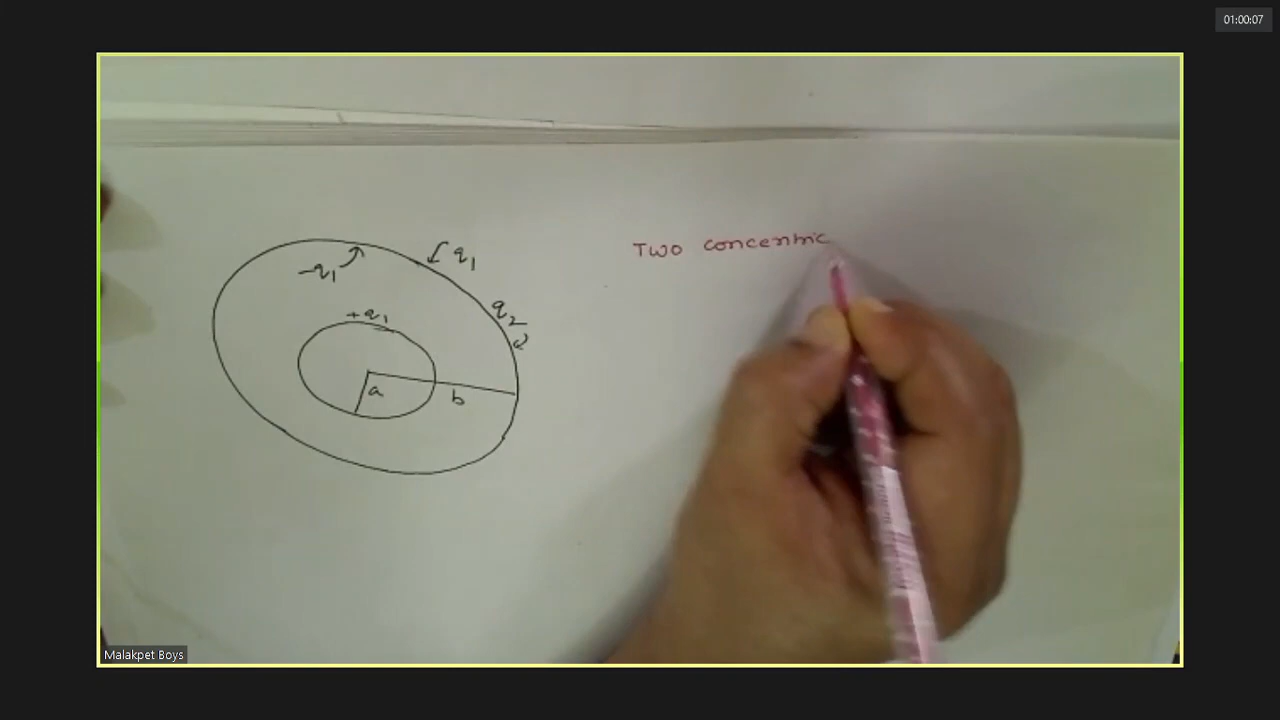 01:00:07
Two concentric
q₁
-q₁
q₂
+q₁
a
b
Malakpet Boys